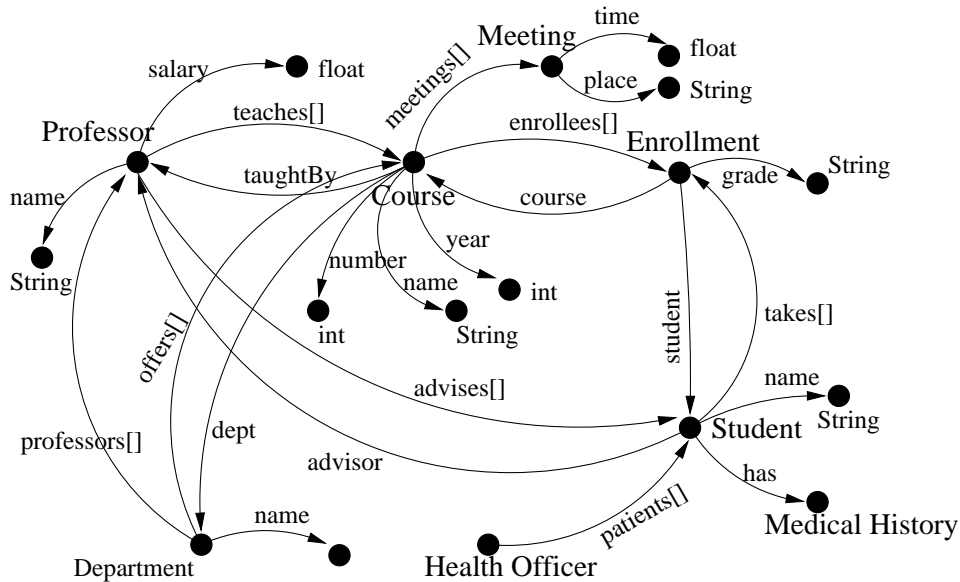 time
Meeting
float
salary
float
meetings[]
place
String
teaches[]
enrollees[]
Professor
Enrollment
String
taughtBy
grade
name
Course
course
year
number
String
name
int
int
String
offers[]
student
takes[]
name
advises[]
String
professors[]
dept
Student
advisor
has
name
patients[]
Medical History
Department
Health Officer